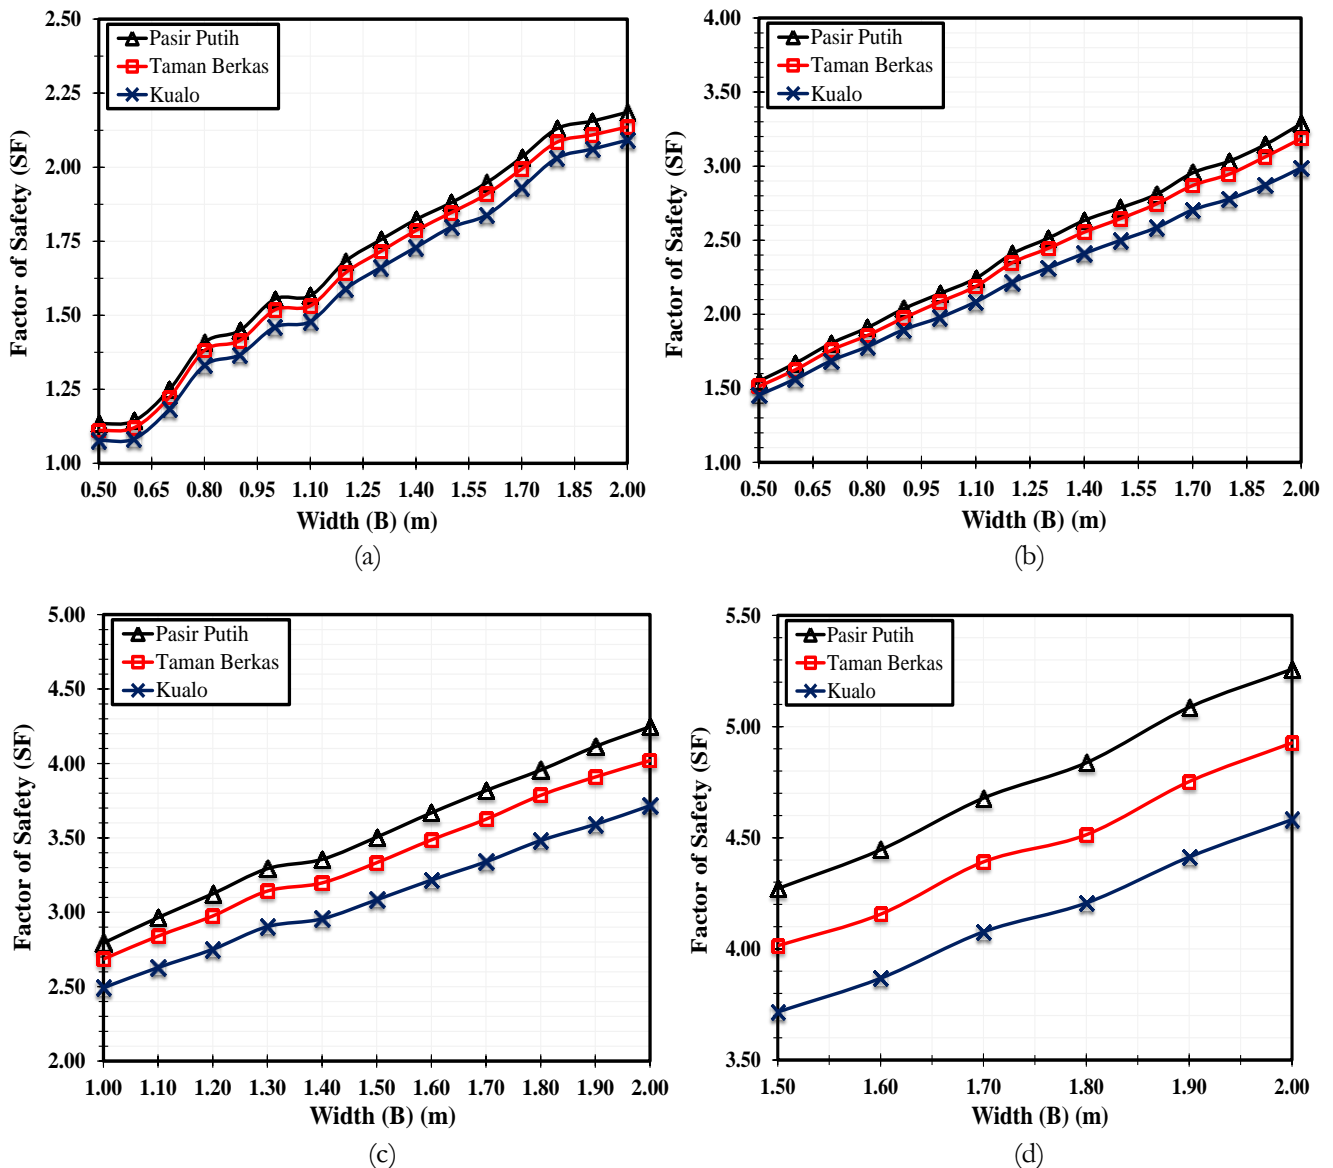 2.50
2.25
2.00
1.75
1.50
1.25
1.00
Factor of Safety (SF)
Pasir Putih
Taman Berkas
Kualo
0.50 0.65 0.80 0.95 1.10 1.25 1.40 1.55 1.70 1.85 2.00
Width (B) (m)
(a)
4.00
3.50
3.00
2.50
2.00
1.50
1.00
Factor of Safety (SF)
Pasir Putih
Taman Berkas
Kualo
0.50 0.65 0.80 0.95 1.10 1.25 1.40 1.55 1.70 1.85 2.00
Width (B) (m)
(b)
5.00
4.50
4.00
3.50
3.00
2.50
2.00
Factor of Safety (SF)
Pasir Putih
Taman Berkas
Kualo
1.00 1.10 1.20 1.30 1.40 1.50 1.60 1.70 1.80 1.90 2.00
Width (B) (m)
(c)
5.50
5.00
4.50
4.00
3.50
Factor of Safety (SF)
Pasir Putih
Taman Berkas
Kualo
1.50 1.60 1.70 1.80 1.90 2.00
Width (B) (m)
(d)